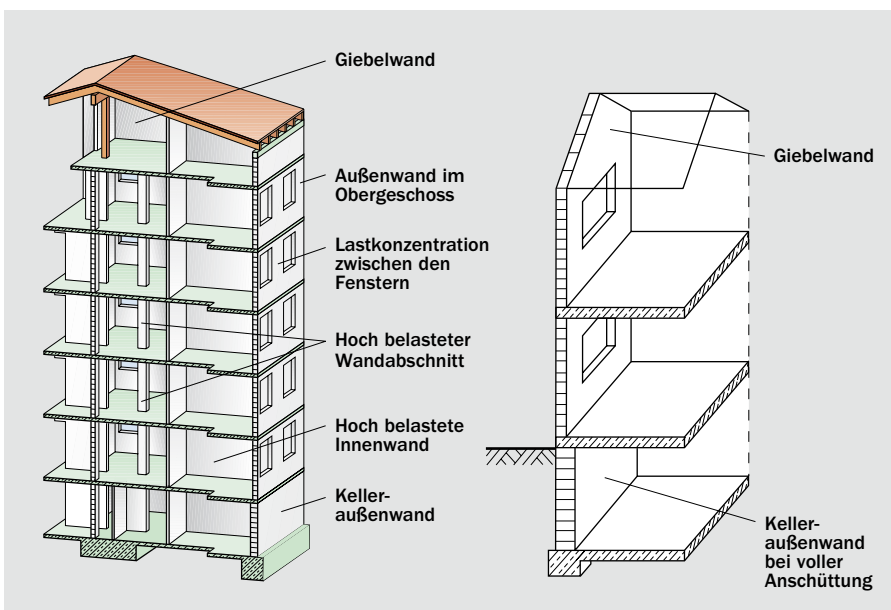 Giebelwand
Außenwand im
Obergeschoss
Lastkonzentration
zwischen den
Fenstern
Hoch belasteter
Wandabschnitt
Hoch belastete
Innenwand
Keller-
außenwand
Giebelwand
Keller-
außenwand
bei voller
Anschüttung